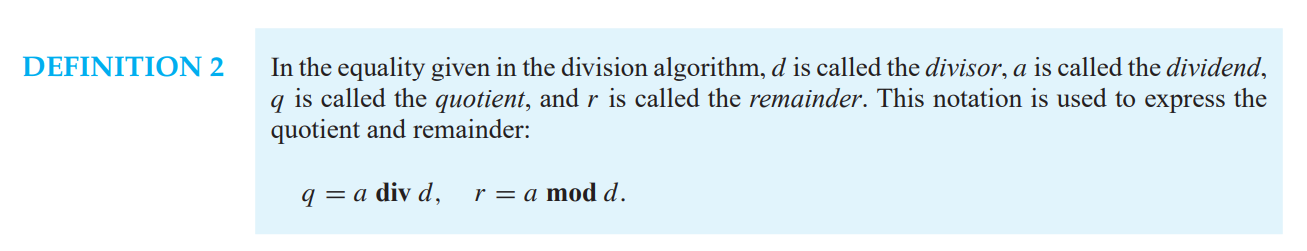 DEFINITION 2
In the equality given in the division algorithm, d is called the divisor, a is called the dividend,
q is called the quotient, and r is called the remainder. This notation is used to express the
quotient and remainder:
q = a div d, r = a mod d.